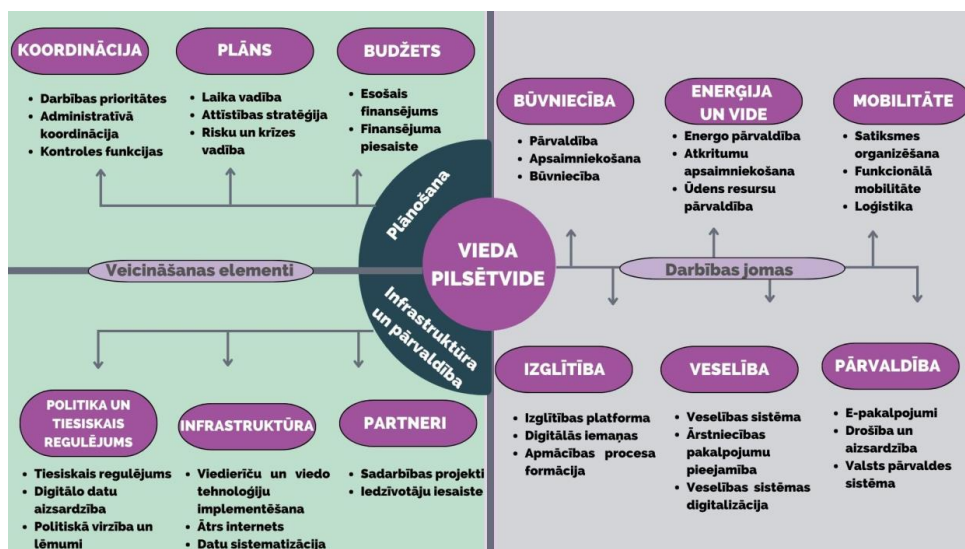 KOORDINĀCIJA
• Darbības prioritātes
• Administratīvā
koordinācija
• Kontroles funkcijas
PLĀNS
• Laika vadība
• Attīstības stratēģija
• Risku un krīzes
vadība
BUDŽETS
• Esošais
finansējums
• Finansējuma
piesaiste
BŪVNIECĪBA
• Pārvaldība
• Apsaimniekošana
• Būvniecība
ENERĢIJA
UN VIDE
• Energo pārvaldība
• Atkritumu
apsaimniekošana
• Ūdens resursu
pārvaldība
MOBILITĀTE
• Satiksmes
organizēšana
• Funkcionālā
mobilitāte
• Loģistika
Plānošana
VIEDA
PILSĒTVIDE
Veicināšanas elementi
Darbības jomas
Infrastruktūra
un pārvaldība
POLITIKA UN
TIESISKAIS
REGULĒJUMS
• Tiesiskais regulējums
• Digitālo datu
aizsardzība
• Politiskā virzība un
lēmumi
INFRASTRUKTŪRA
• Viedierīču un viedo
tehnoloģiju
implementēšana
• Ātrs internets
• Datu sistematizācija
PARTNERI
• Sadarbības projekti
• Iedzīvotāju iesaiste
IZGLĪTĪBA
• Izglītības platforma
• Digitālās iemaņas
• Apmācības procesa
formācija
VESELĪBA
• Veselības sistēma
• Ārstniecības
pakalpojumu
pieejamība
• Veselības sistēmas
digitalizācija
PĀRVALDĪBA
• E-pakalpojumi
• Drošība un
aizsardzība
• Valsts pārvaldes
sistēma